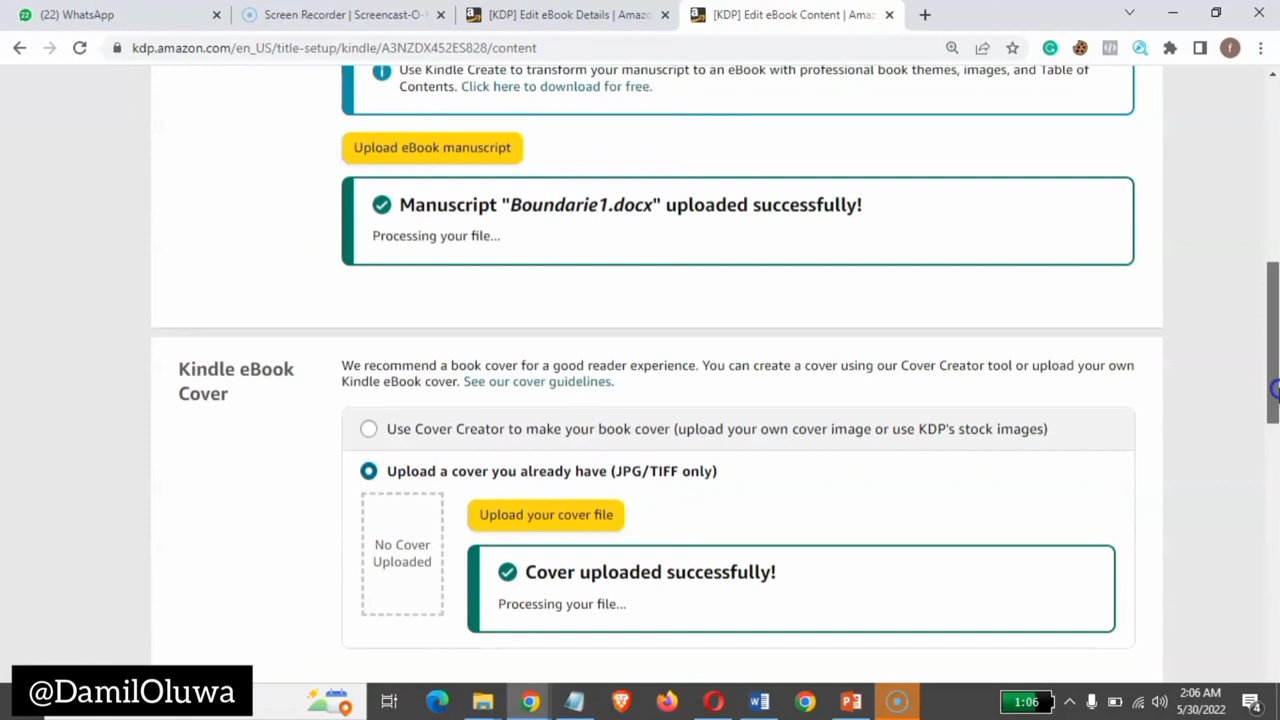 (22) WhatsApp
Screen Recorder | Screencast-O-
[KDP] Edit eBook Details | Amazo
[KDP] Edit eBook Content | Ama
kdp.amazon.com/en_US/title-setup/kindle/A3NZDX452ES828/content
Use Kindle Create to transform your manuscript to an eBook with professional book themes, images, and Table of
Contents. Click here to download for free.
Upload eBook manuscript
Manuscript "Boundarie1.docx" uploaded successfully!
Processing your file...
Kindle eBook
Cover
We recommend a book cover for a good reader experience. You can create a cover using our Cover Creator tool or upload your own
Kindle eBook cover. See our cover guidelines.
Use Cover Creator to make your book cover (upload your own cover image or use KDP's stock images)
Upload a cover you already have (JPG/TIFF only)
No Cover
Uploaded
Upload your cover file
Cover uploaded successfully!
Processing your file...
@DamilOluwa
1:06
2:06 AM
5/30/2022
4